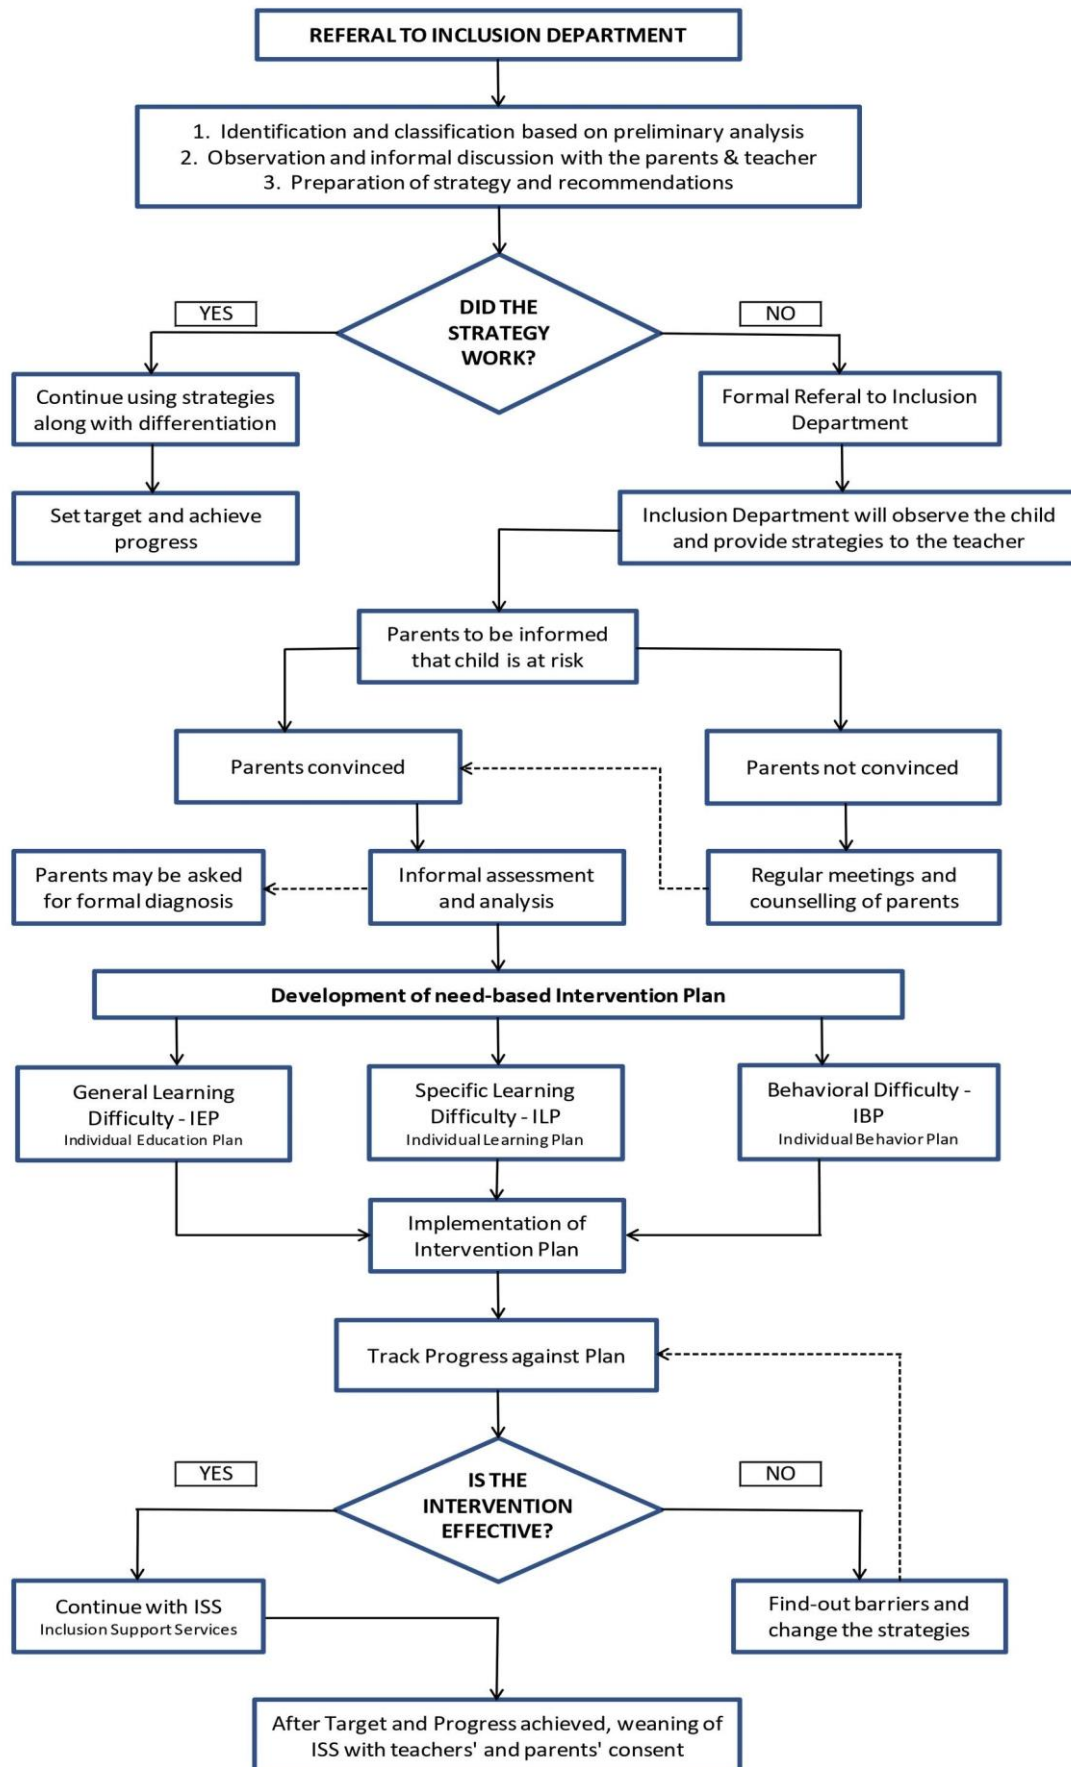 REFERAL TO INCLUSION DEPARTMENT
1. Identification and classification based on preliminary analysis
2. Observation and informal discussion with the parents & teacher
3. Preparation of strategy and recommendations
DID THE
STRATEGY
WORK?
YES
NO
Continue using strategies
along with differentiation
Formal Referal to Inclusion
Department
Set target and achieve
progress
Inclusion Department will observe the child
and provide strategies to the teacher
Parents to be informed
that child is at risk
Parents convinced
Parents not convinced
Parents may be asked
for formal diagnosis
Informal assessment
and analysis
Regular meetings and
counselling of parents
Development of need-based Intervention Plan
General Learning
Difficulty - IEP
Individual Education Plan
Specific Learning
Difficulty - ILP
Individual Learning Plan
Behavioral Difficulty -
IBP
Individual Behavior Plan
Implementation of
Intervention Plan
Track Progress against Plan
IS THE
INTERVENTION
EFFECTIVE?
YES
NO
Continue with ISS
Inclusion Support Services
Find-out barriers and
change the strategies
After Target and Progress achieved, weaning of
ISS with teachers' and parents' consent